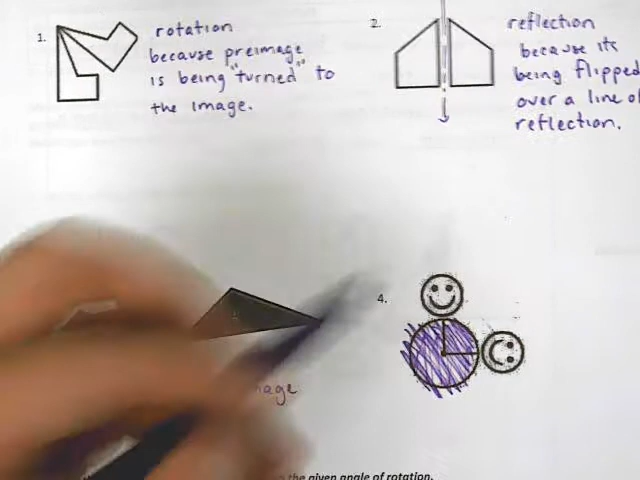 1.
rotation
because preimage
is being "turned" to
the image.
2.
reflection
because its
being flipped
over a line of
reflection.
4.
the given angle of rotation.